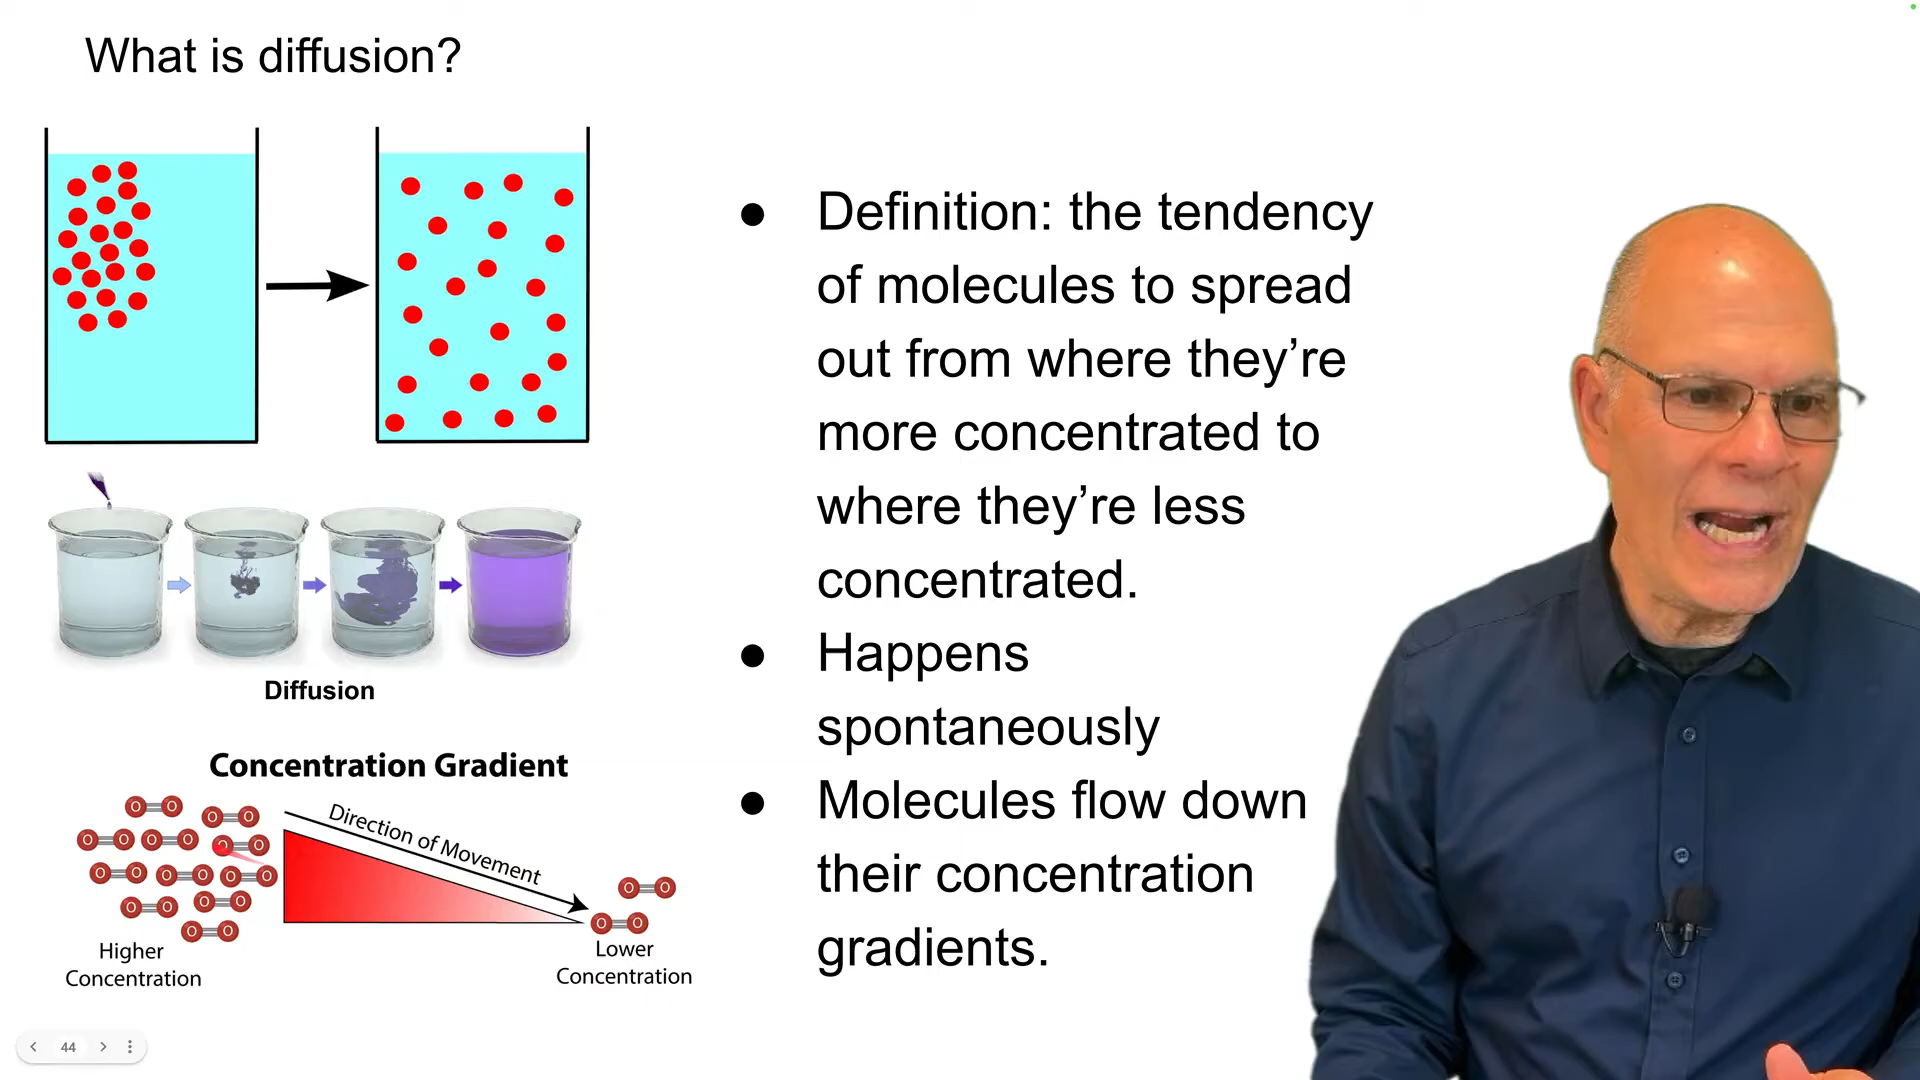 What is diffusion?
● Definition: the tendency
of molecules to spread
out from where they’re
more concentrated to
where they’re less
concentrated.
● Happens
spontaneously
● Molecules flow down
their concentration
gradients.
Diffusion
Concentration Gradient
Direction of Movement
O O
O O
O O
O O
O O
O O
O O
O O
O O
O O
O O
O O
O O
Higher
Concentration
Lower
Concentration
44